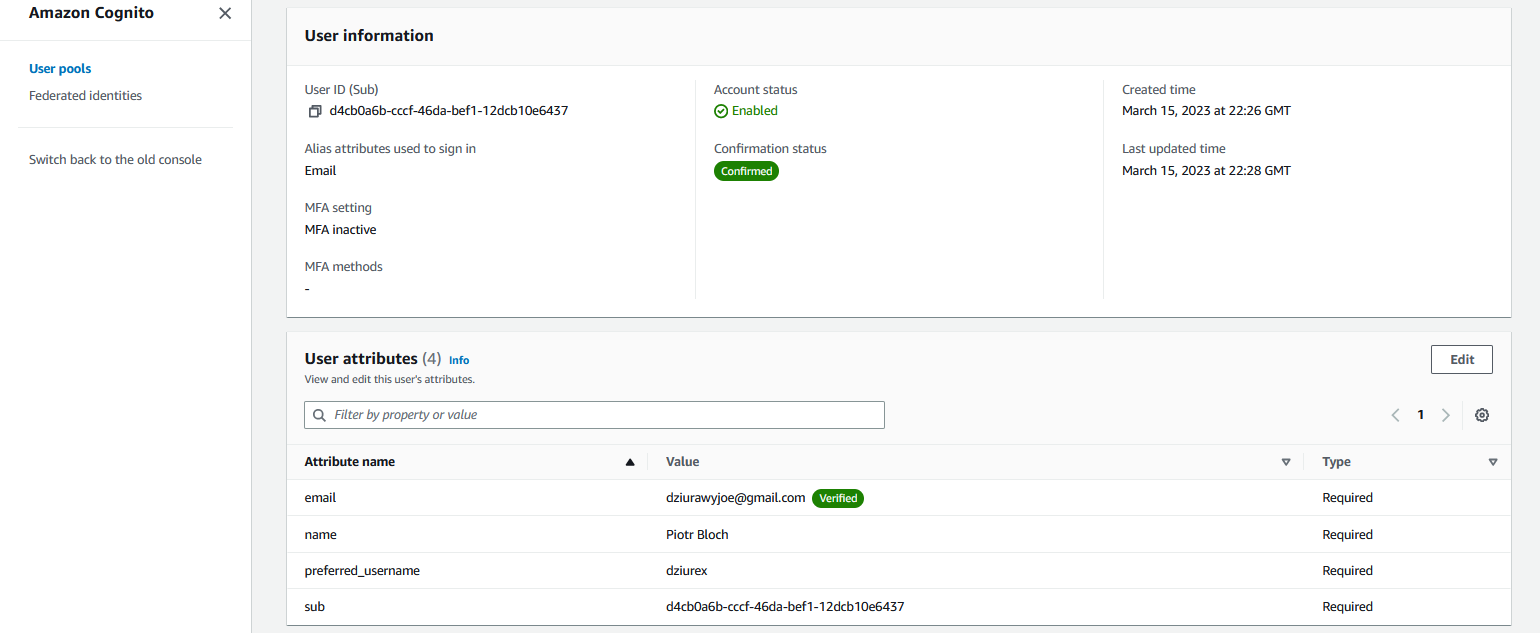 Amazon Cognito
User pools
Federated identities
Switch back to the old console
User information
User ID (Sub)
d4cb0a6b-cccf-46da-bef1-12dcb10e6437
Alias attributes used to sign in
Email
MFA setting
MFA inactive
MFA methods
-
Account status
Enabled
Confirmation status
Confirmed
Created time
March 15, 2023 at 22:26 GMT
Last updated time
March 15, 2023 at 22:28 GMT
User attributes (4) Info
View and edit this user's attributes.
Edit
Filter by property or value
1
Attribute name Value Type
email dziurawyjoe@gmail.com Verified Required
name Piotr Bloch Required
preferred_username dziurex Required
sub d4cb0a6b-cccf-46da-bef1-12dcb10e6437 Required